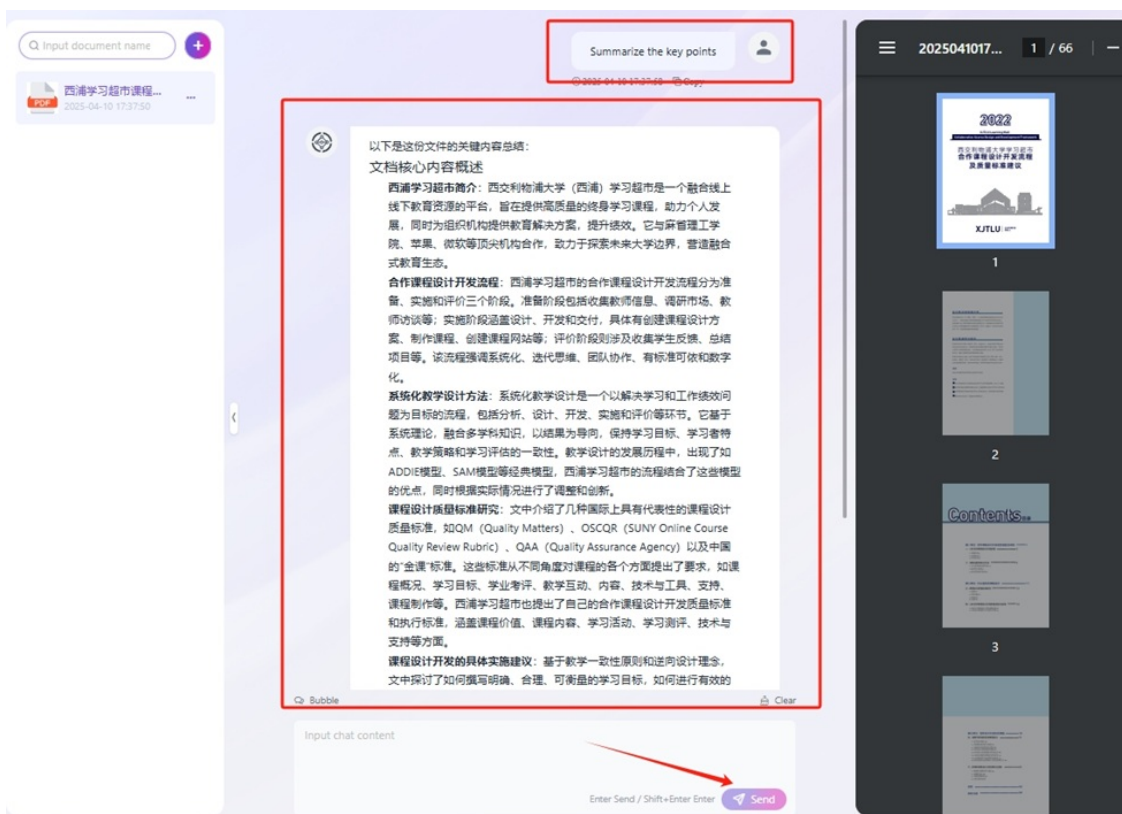 Input document name
西浦学习超市课程...
2025-04-10 17:37:50
Summarize the key points
2025-04-10 17:37:50 Copy
以下是这份文件的关键内容总结：
文档核心内容概述
西浦学习超市简介：西交利物浦大学（西浦）学习超市是一个融合线上
线下教育资源的平台，旨在提供高质量的终身学习课程，助力个人发
展，同时为组织机构提供教育解决方案，提升绩效。它与麻省理工学
院、苹果、微软等顶尖机构合作，致力于探索未来大学边界，营造融合
式教育生态。
合作课程设计开发流程：西浦学习超市的合作课程设计开发流程分为准
备、实施和评价三个阶段。准备阶段包括收集教师信息、调研市场、教
师访谈等；实施阶段涵盖设计、开发和交付，具体有创建课程设计方
案、制作课程、创建课程网站等；评价阶段则涉及收集学生反馈、总结
项目等。该流程强调系统化、迭代思维、团队协作、有标准可依和数字
化。
系统化教学设计方法：系统化教学设计是一个以解决学习和工作绩效问
题为目标的流程，包括分析、设计、开发、实施和评价等环节。它基于
系统理论，融合多学科知识，以结果为导向，保持学习目标、学习者特
点、教学策略和学习评估的一致性。教学设计的发展历程中，出现了如
ADDIE模型、SAM模型等经典模型，西浦学习超市的流程结合了这些模型
的优点，同时根据实际情况进行了调整和创新。
课程设计质量标准研究：文中介绍了几种国际上具有代表性的课程设计
质量标准，如QM（Quality Matters）、OSCQR（SUNY Online Course
Quality Review Rubric）、QAA（Quality Assurance Agency）以及中国
的“金课”标准。这些标准从不同角度对课程的各个方面提出了要求，如课
程概况、学习目标、学业考评、教学互动、内容、技术与工具、支持、
课程制作等。西浦学习超市也提出了自己的合作课程设计开发质量标准
和执行标准，涵盖课程价值、课程内容、学习活动、学习测评、技术与
支持等方面。
课程设计开发的具体实施建议：基于教学一致性原则和逆向设计理念，
文中探讨了如何撰写明确、合理、可衡量的学习目标，如何进行有效的
Bubble
Clear
Input chat content
Enter Send / Shift+Enter Enter
Send
2025041017...
1 / 66
2022
西交利物浦大学学习超市
合作课程设计开发流程
及质量标准建议
XJTLU
1
2
Contents
3